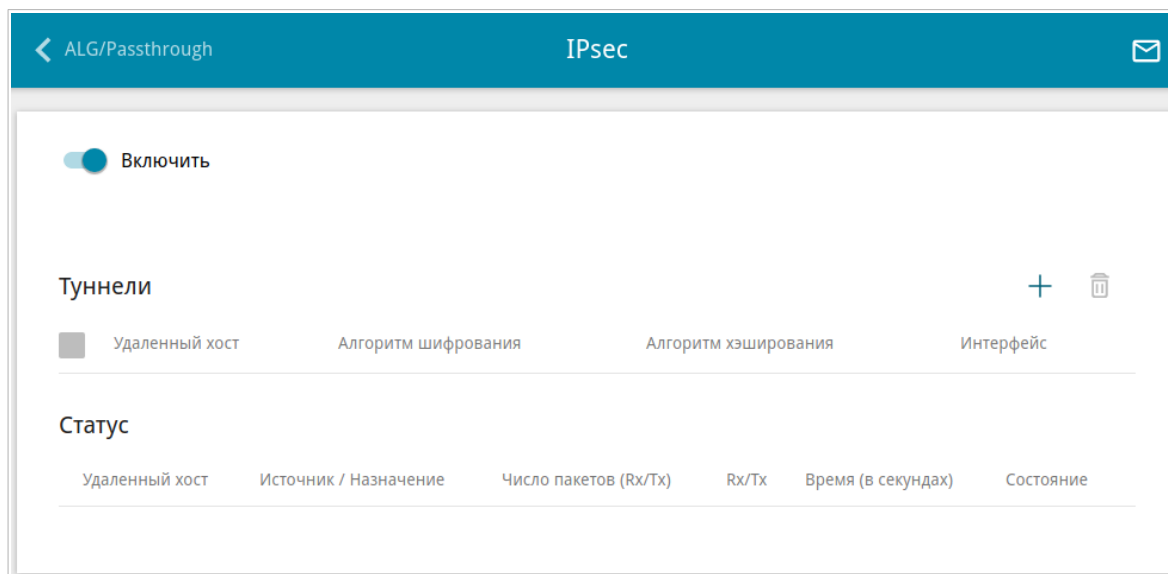 ALG/Passthrough IPsec
Включить
Туннели
Удаленный хост Алгоритм шифрования Алгоритм хэширования Интерфейс
Статус
Удаленный хост Источник / Назначение Число пакетов (Rx/Tx) Rx/Tx Время (в секундах) Состояние